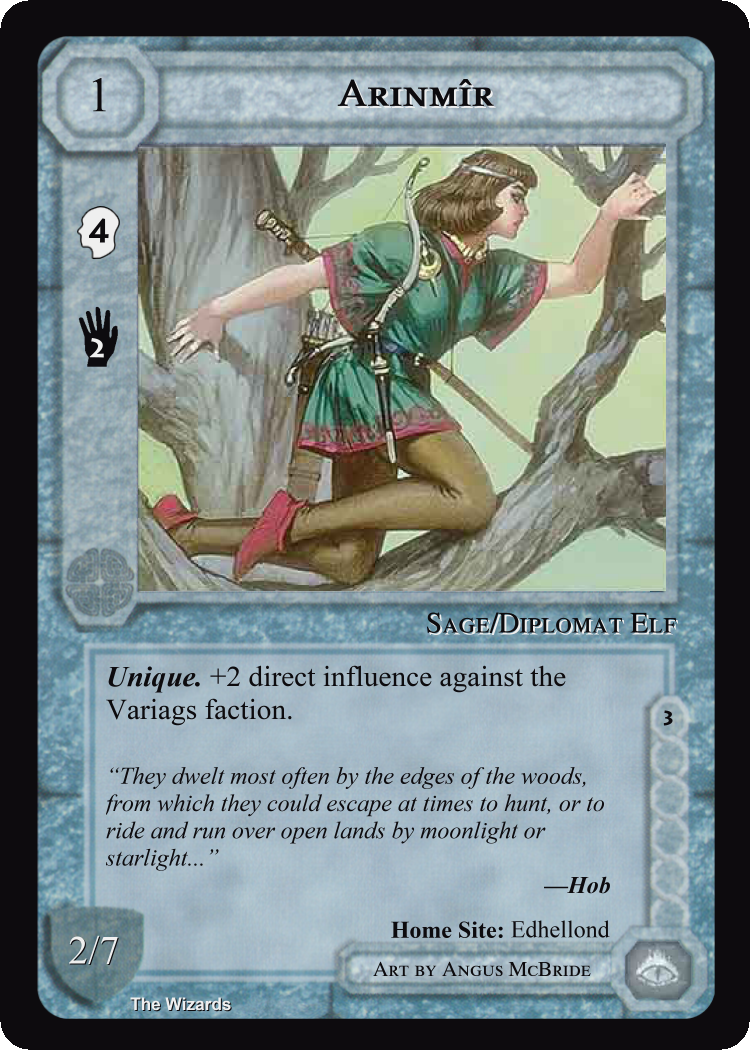 1
Arinmîr
4
2
Sage/Diplomat Elf
Unique. +2 direct influence against the
Variags faction.
3
“They dwelt most often by the edges of the woods,
from which they could escape at times to hunt, or to
ride and run over open lands by moonlight or
starlight...”
—Hob
Home Site: Edhellond
2/7
Art by Angus McBride
The Wizards